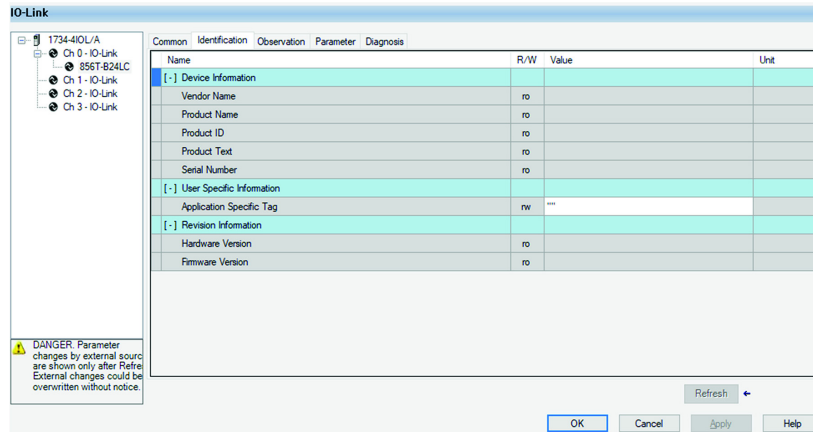 IO-Link
1734-4IOL/A
Ch 0 - IO-Link
856T-B24LC
Ch 1 - IO-Link
Ch 2 - IO-Link
Ch 3 - IO-Link
DANGER. Parameter
changes by external sourc
are shown only after Refre
External changes could be
overwritten without notice.
Common Identification Observation Parameter Diagnosis
Name R/W Value Unit
[-] Device Information
Vendor Name ro
Product Name ro
Product ID ro
Product Text ro
Serial Number ro
[-] User Specific Information
Application Specific Tag rw ""
[-] Revision Information
Hardware Version ro
Firmware Version ro
Refresh
OK Cancel Apply Help